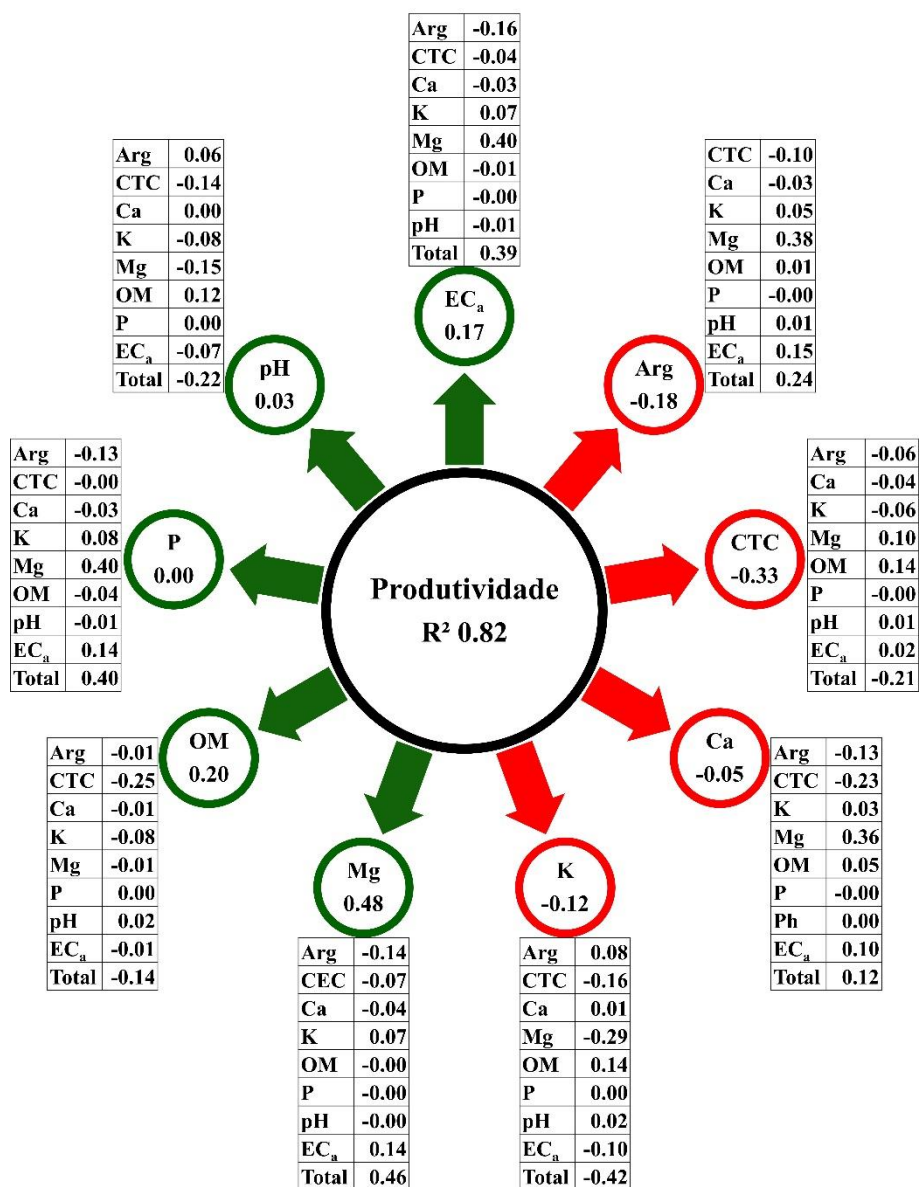 Arg -0.16
CTC -0.04
Ca -0.03
K 0.07
Mg 0.40
OM -0.01
P -0.00
pH -0.01
Total 0.39
ECa
0.17
Arg 0.06
CTC -0.14
Ca 0.00
K -0.08
Mg -0.15
OM 0.12
P 0.00
ECa -0.07
Total -0.22
pH
0.03
CTC -0.10
Ca -0.03
K 0.05
Mg 0.38
OM 0.01
P -0.00
pH 0.01
ECa 0.15
Total 0.24
Arg
-0.18
Arg -0.13
CTC -0.00
Ca -0.03
K 0.08
Mg 0.40
OM -0.04
pH -0.01
ECa 0.14
Total 0.40
P
0.00
Produtividade
R² 0.82
CTC
-0.33
Arg -0.06
Ca -0.04
K -0.06
Mg 0.10
OM 0.14
P -0.00
pH 0.01
ECa 0.02
Total -0.21
Arg -0.01
CTC -0.25
Ca -0.01
K -0.08
Mg -0.01
P 0.00
pH 0.02
ECa -0.01
Total -0.14
OM
0.20
Ca
-0.05
Arg -0.13
CTC -0.23
K 0.03
Mg 0.36
OM 0.05
P -0.00
Ph 0.00
ECa 0.10
Total 0.12
Mg
0.48
Arg -0.14
CEC -0.07
Ca -0.04
K 0.07
OM -0.00
P -0.00
pH -0.00
ECa 0.14
Total 0.46
K
-0.12
Arg 0.08
CTC -0.16
Ca 0.01
Mg -0.29
OM 0.14
P 0.00
pH 0.02
ECa -0.10
Total -0.42